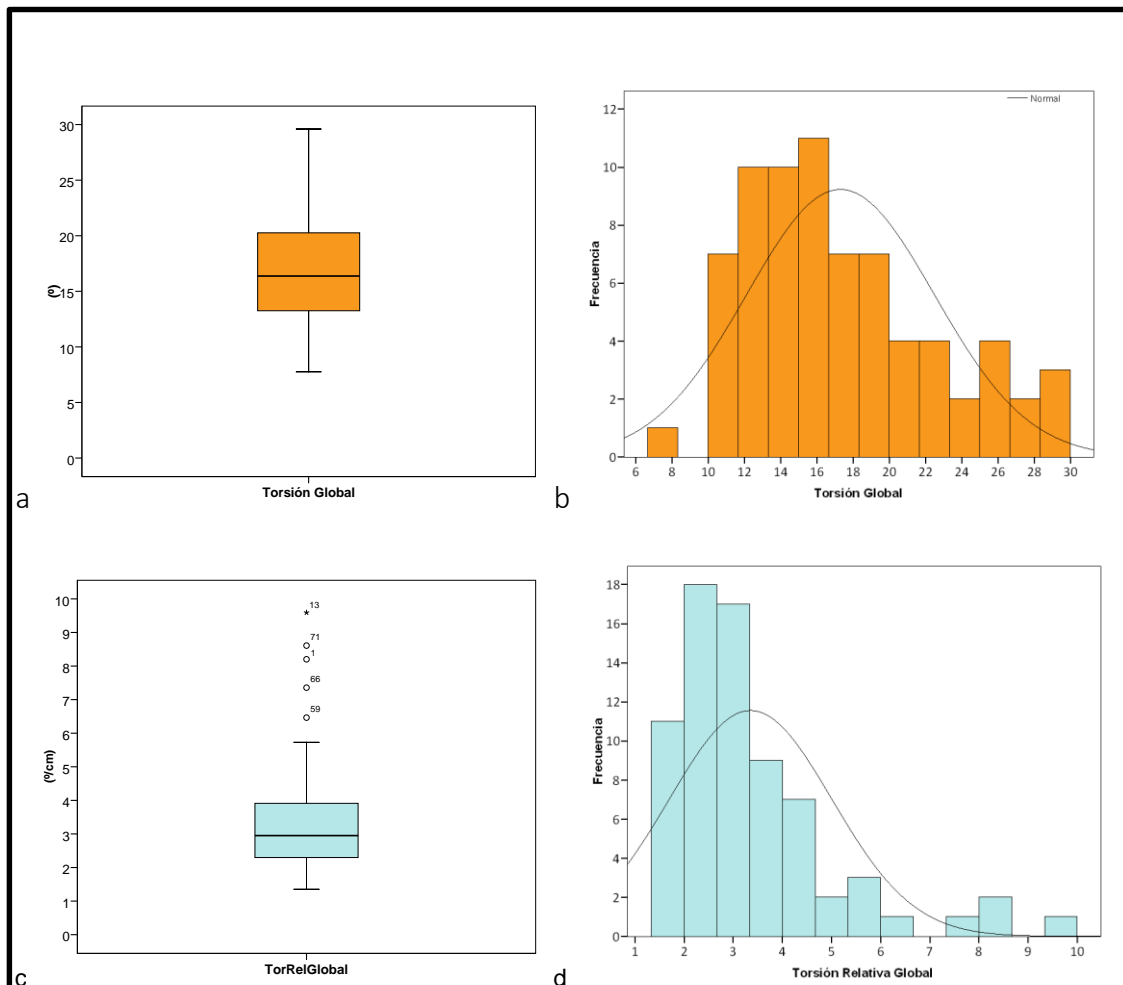 30
25
20
(º)
15
10
5
0
Torsión Global
a
Normal
12
10
8
Frecuencia
6
4
2
0
6 8 10 12 14 16 18 20 22 24 26 28 30
Torsión Global
b
10
9
8
7
6
(º/cm)
5
4
3
2
1
0
13
71
1
66
59
TorRelGlobal
c
18
16
14
12
10
Frecuencia
8
6
4
2
0
1 2 3 4 5 6 7 8 9 10
Torsión Relativa Global
d